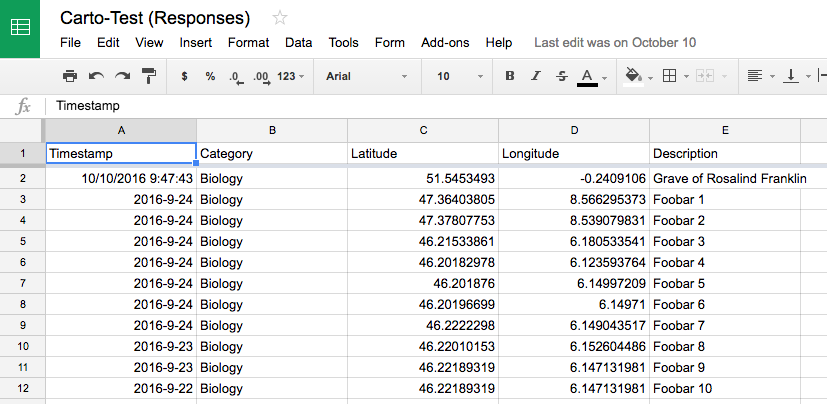 Carto-Test (Responses)
File Edit View Insert Format Data Tools Form Add-ons Help Last edit was on October 10
$ % .0 .00 123 Arial 10 B I S A
fx Timestamp
A B C D E
1 Timestamp Category Latitude Longitude Description
2 10/10/2016 9:47:43 Biology 51.5453493 -0.2409106 Grave of Rosalind Franklin
3 2016-9-24 Biology 47.36403805 8.566295373 Foobar 1
4 2016-9-24 Biology 47.37807753 8.539079831 Foobar 2
5 2016-9-24 Biology 46.21533861 6.180533541 Foobar 3
6 2016-9-24 Biology 46.20182978 6.123593764 Foobar 4
7 2016-9-24 Biology 46.201876 6.14997209 Foobar 5
8 2016-9-24 Biology 46.20196699 6.14971 Foobar 6
9 2016-9-24 Biology 46.2222298 6.149043517 Foobar 7
10 2016-9-23 Biology 46.22010153 6.152604486 Foobar 8
11 2016-9-23 Biology 46.22189319 6.147131981 Foobar 9
12 2016-9-22 Biology 46.22189319 6.147131981 Foobar 10